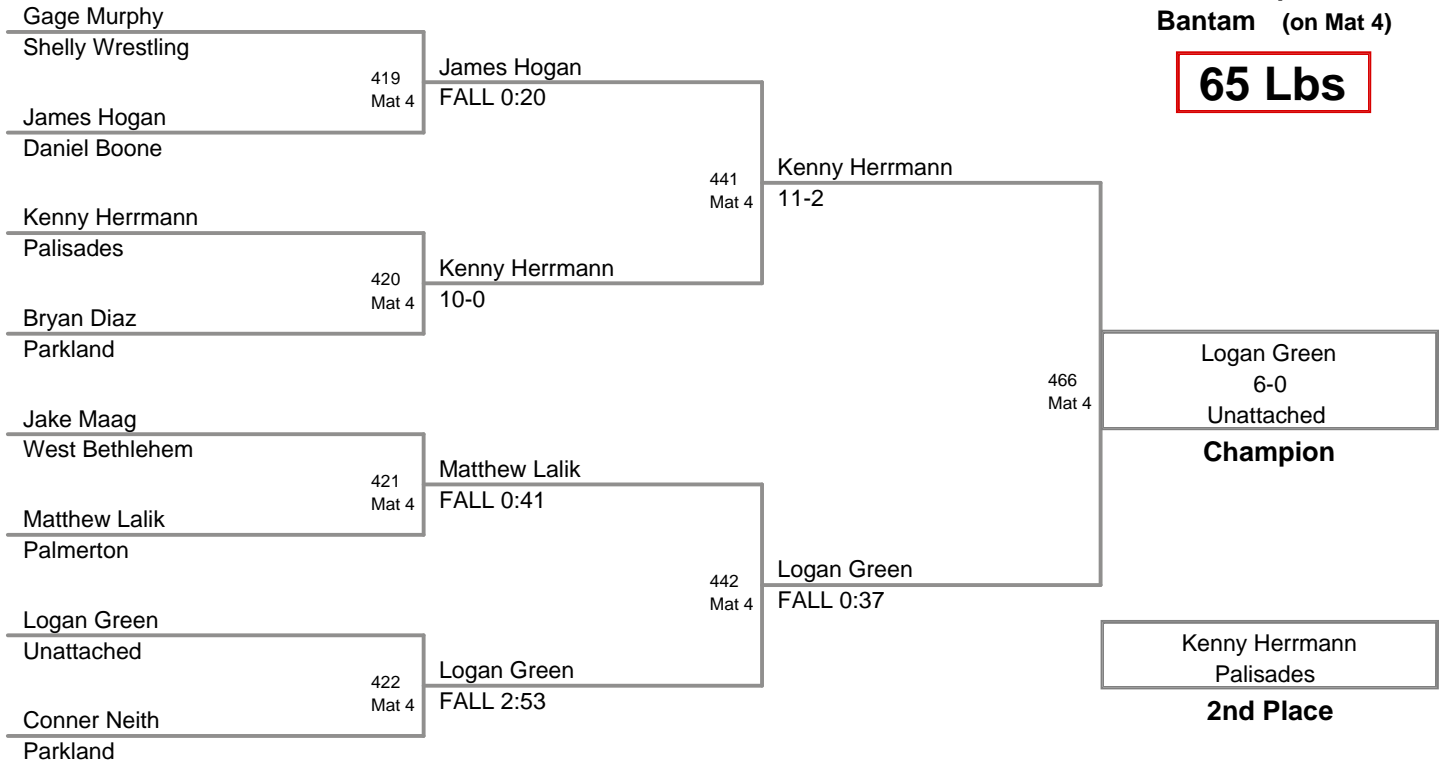 Bantam (on Mat 4)
65 Lbs
Gage Murphy
Shelly Wrestling
419
Mat 4
James Hogan
FALL 0:20
James Hogan
Daniel Boone
441
Mat 4
Kenny Herrmann
11-2
Kenny Herrmann
Palisades
420
Mat 4
Kenny Herrmann
10-0
Bryan Diaz
Parkland
466
Mat 4
Logan Green
6-0
Unattached
Champion
Jake Maag
West Bethlehem
421
Mat 4
Matthew Lalik
FALL 0:41
Matthew Lalik
Palmerton
442
Mat 4
Logan Green
FALL 0:37
Logan Green
Unattached
422
Mat 4
Logan Green
FALL 2:53
Conner Neith
Parkland
Kenny Herrmann
Palisades
2nd Place